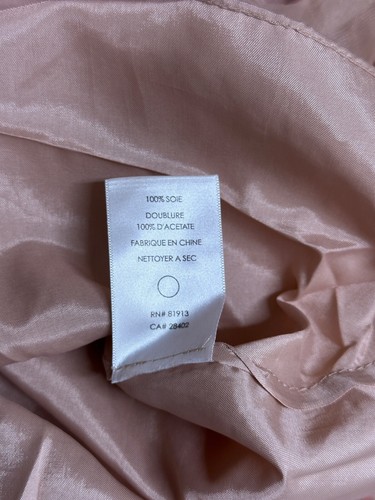 100% SOIE
DOUBLURE
100% D'ACETATE
FABRIQUE EN CHINE
NETTOYER A SEC
RN# 81913
CA# 28402